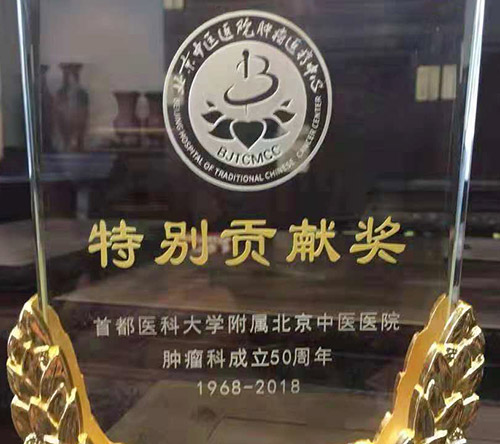 北京中医医院肿瘤医疗中心
BEIJING HOSPITAL OF TRADITIONAL CHINESE CANCER CENTER
BJTCMCC
特别贡献奖
首都医科大学附属北京中医医院
肿瘤科成立50周年
1968-2018